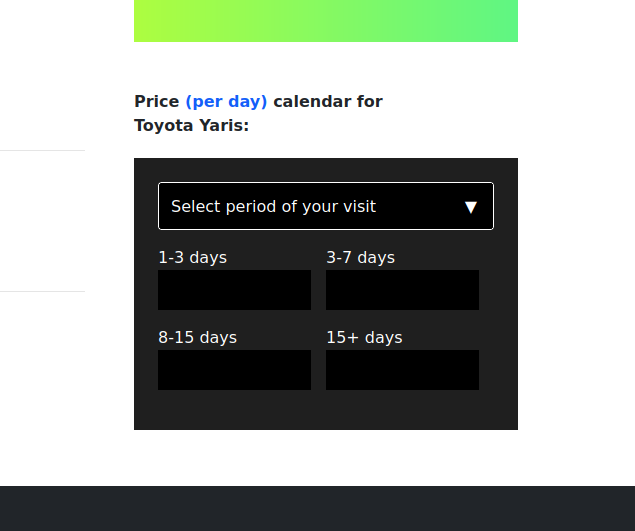 Price (per day) calendar for
Toyota Yaris:
Select period of your visit ▼
1-3 days 3-7 days
8-15 days 15+ days